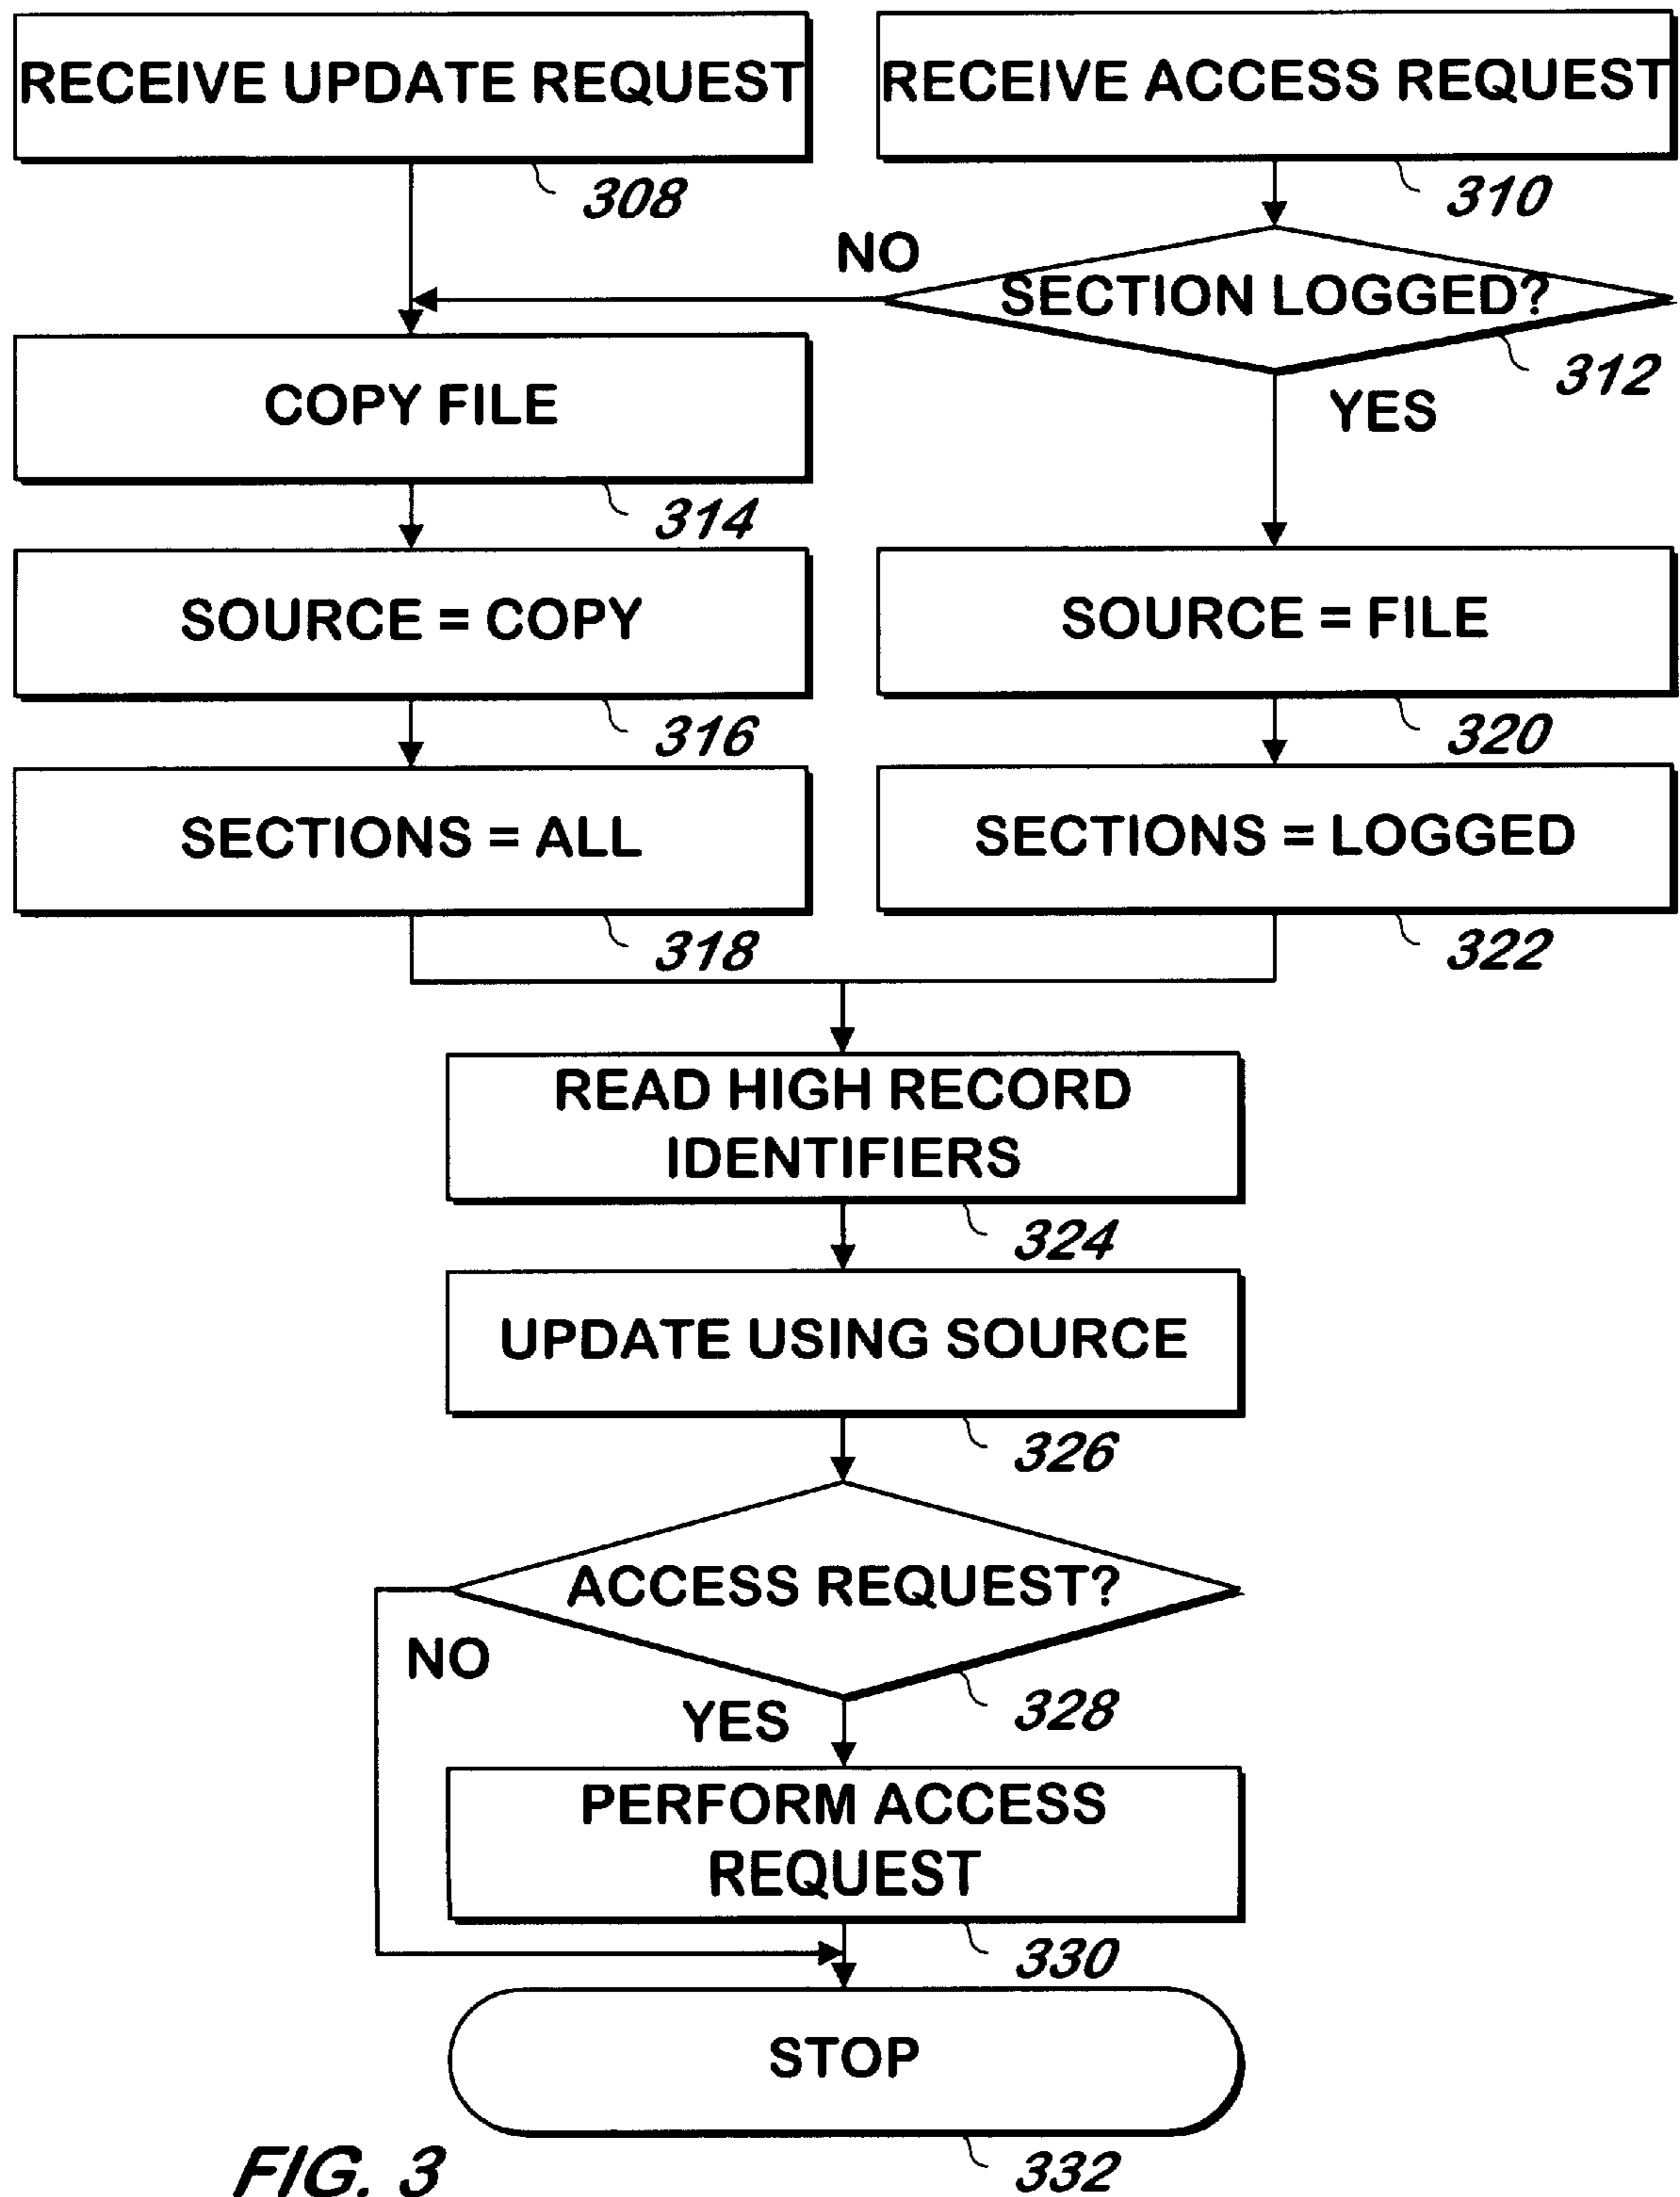 RECEIVE UPDATE REQUEST
RECEIVE ACCESS REQUEST
308
310
NO
SECTION LOGGED?
312
YES
COPY FILE
314
SOURCE = COPY
SOURCE = FILE
316
320
SECTIONS = ALL
SECTIONS = LOGGED
318
322
READ HIGH RECORD
IDENTIFIERS
324
UPDATE USING SOURCE
326
ACCESS REQUEST?
NO
328
YES
PERFORM ACCESS
REQUEST
330
STOP
332
FIG. 3